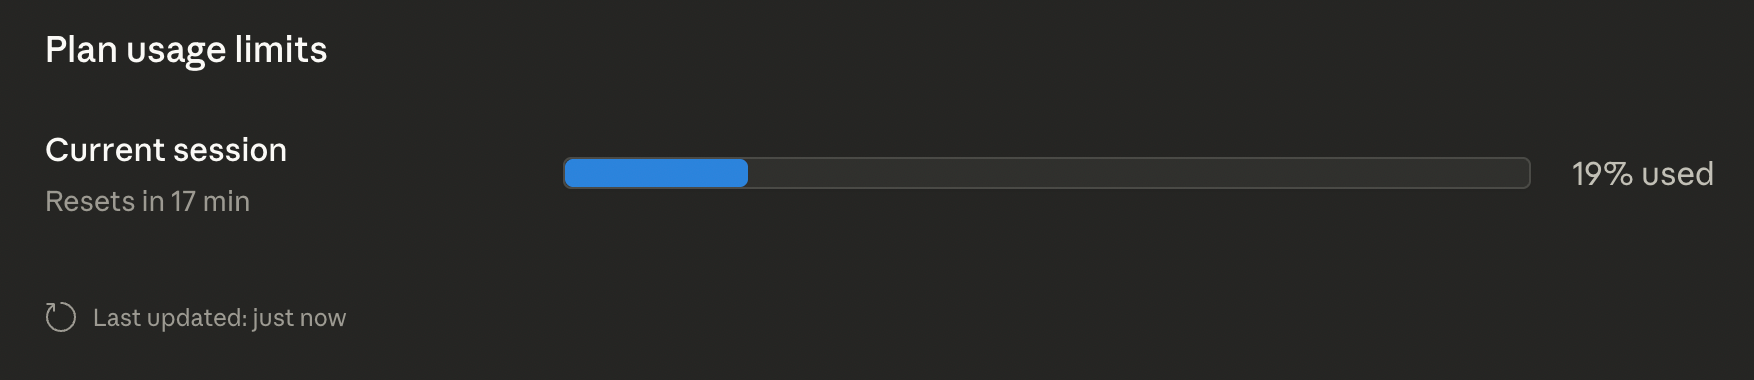 Plan usage limits
Current session
Resets in 17 min
19% used
Last updated: just now